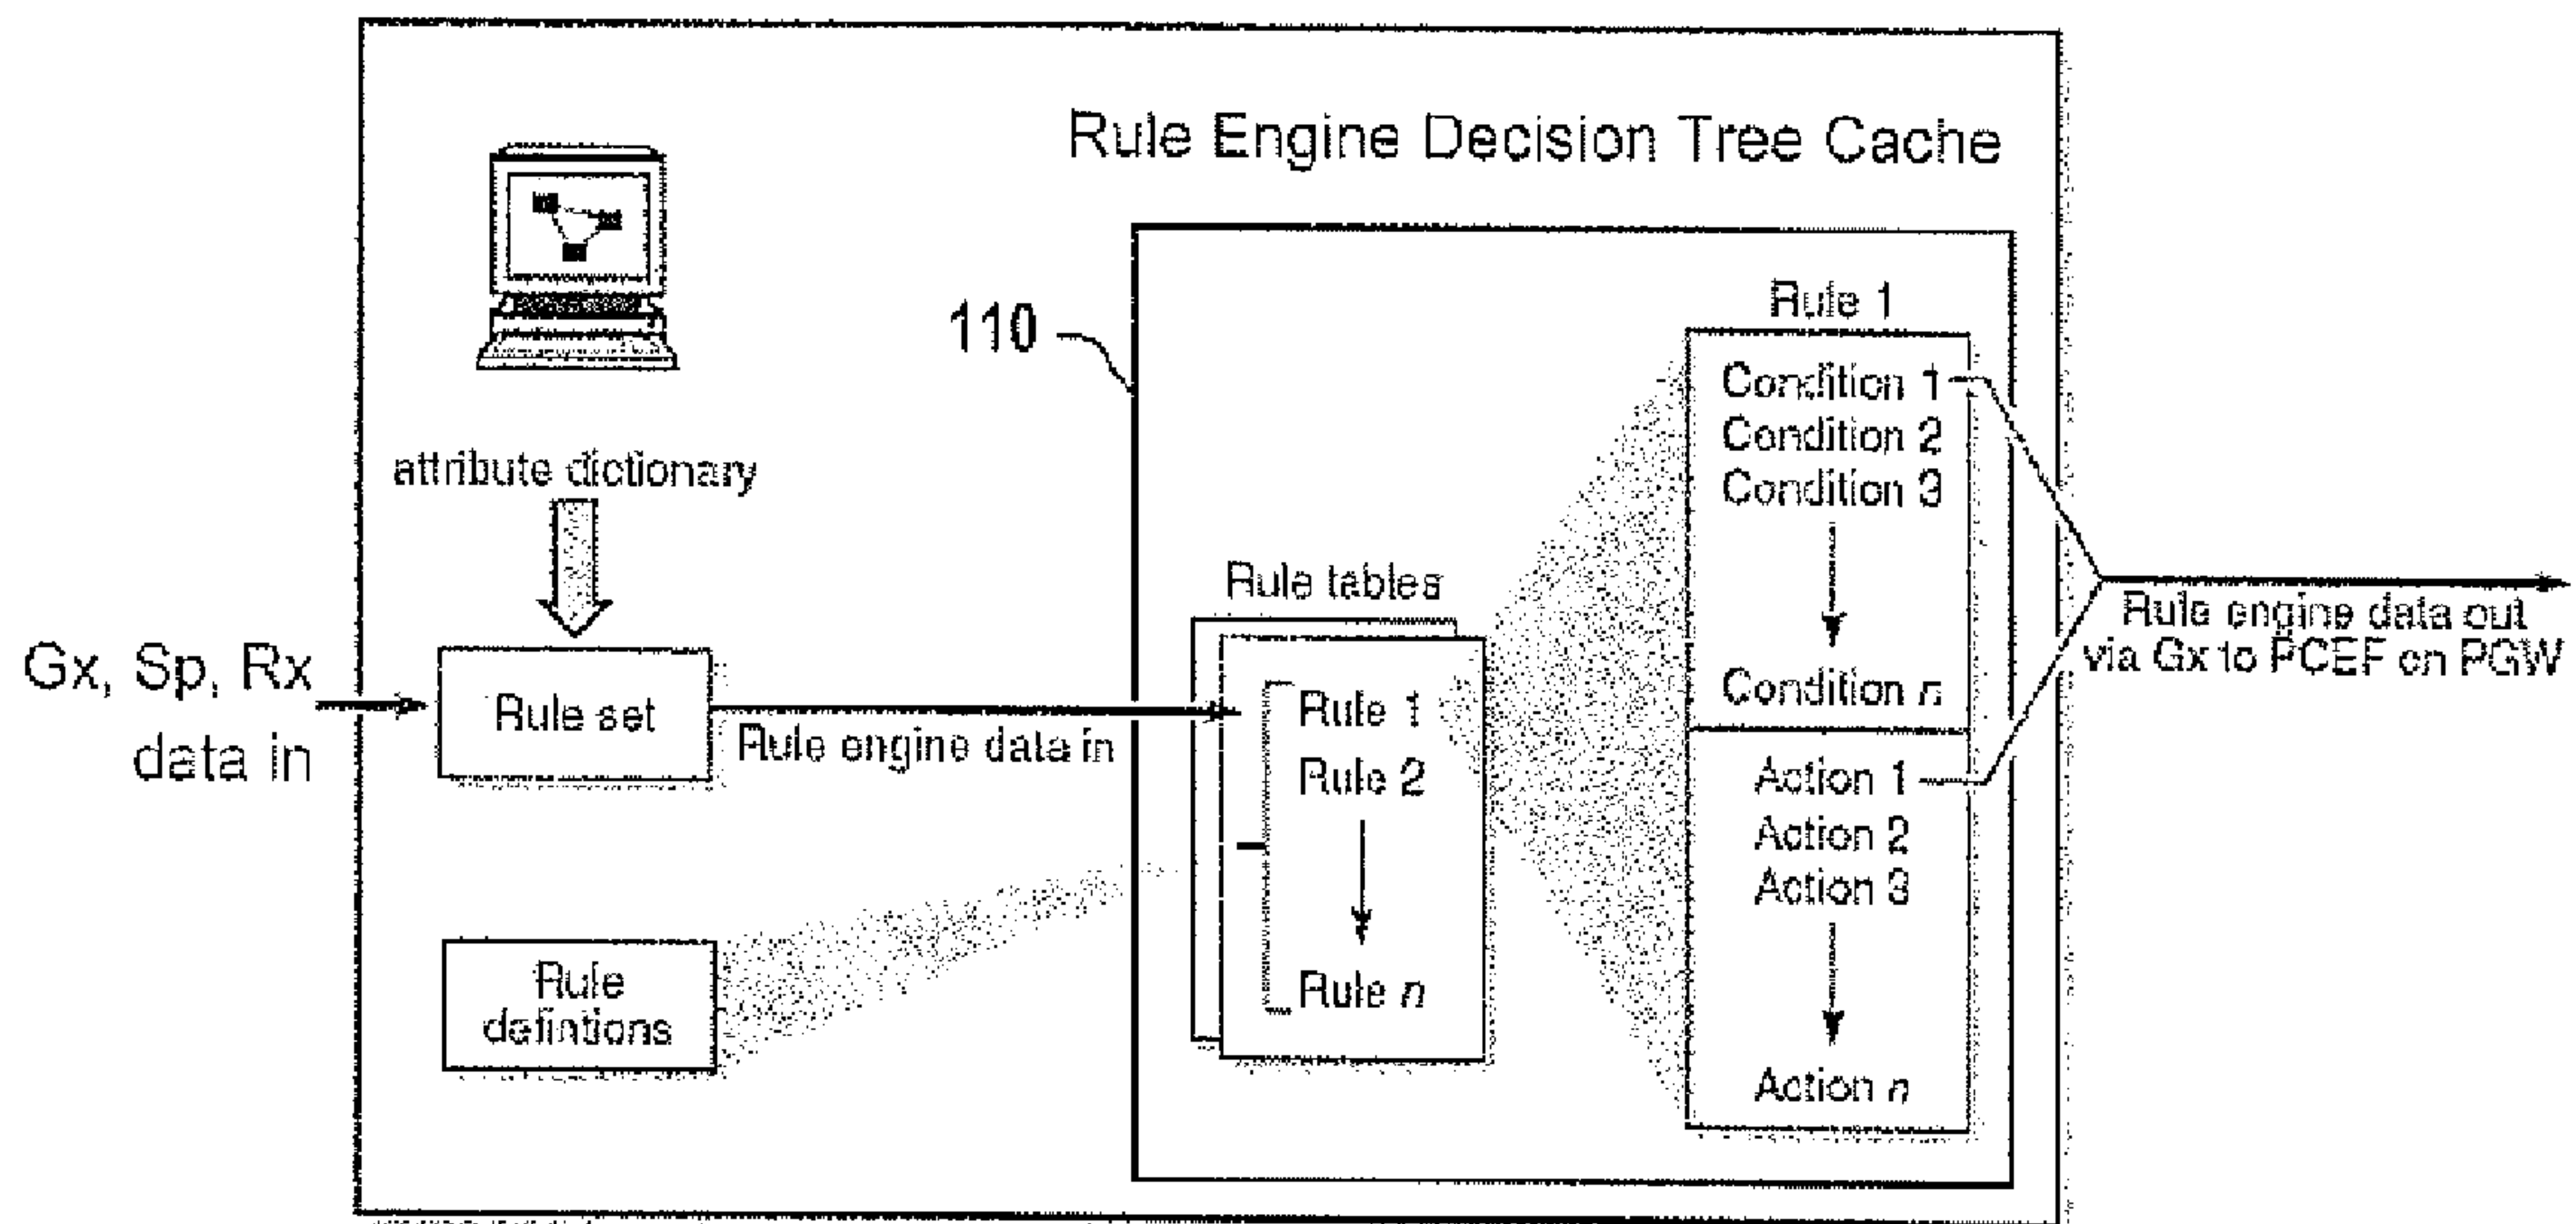 Rule Engine Decision Tree Cache
110
attribute dictionary
Gx, Sp, Rx
data in
Rule set
Rule engine data in
Rule
defintions
Rule tables
Rule 1
Rule 2
Rule n
Rule 1
Condition 1
Condition 2
Condition 3
Condition n
Action 1
Action 2
Action 3
Action n
Rule engine data out
via Gx to PCEF on PGW